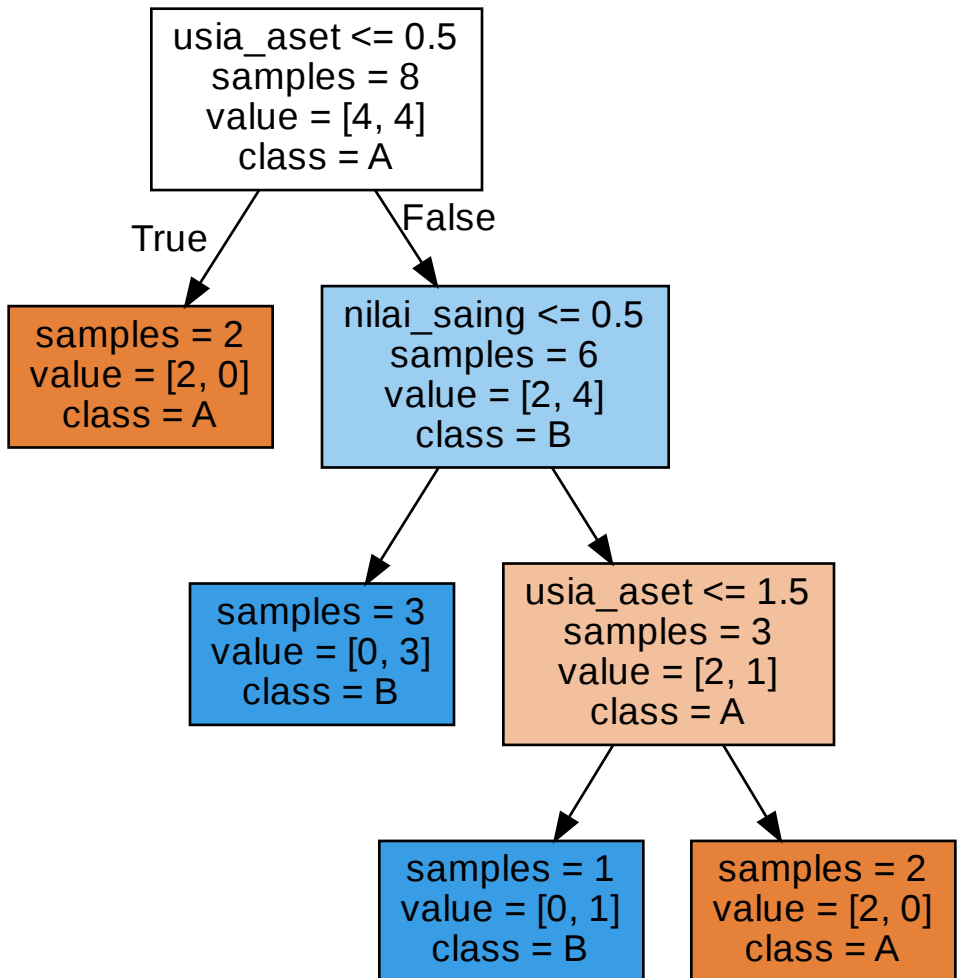 usia_aset <= 0.5
samples = 8
value = [4, 4]
class = A
True
False
samples = 2
value = [2, 0]
class = A
nilai_saing <= 0.5
samples = 6
value = [2, 4]
class = B
samples = 3
value = [0, 3]
class = B
usia_aset <= 1.5
samples = 3
value = [2, 1]
class = A
samples = 1
value = [0, 1]
class = B
samples = 2
value = [2, 0]
class = A